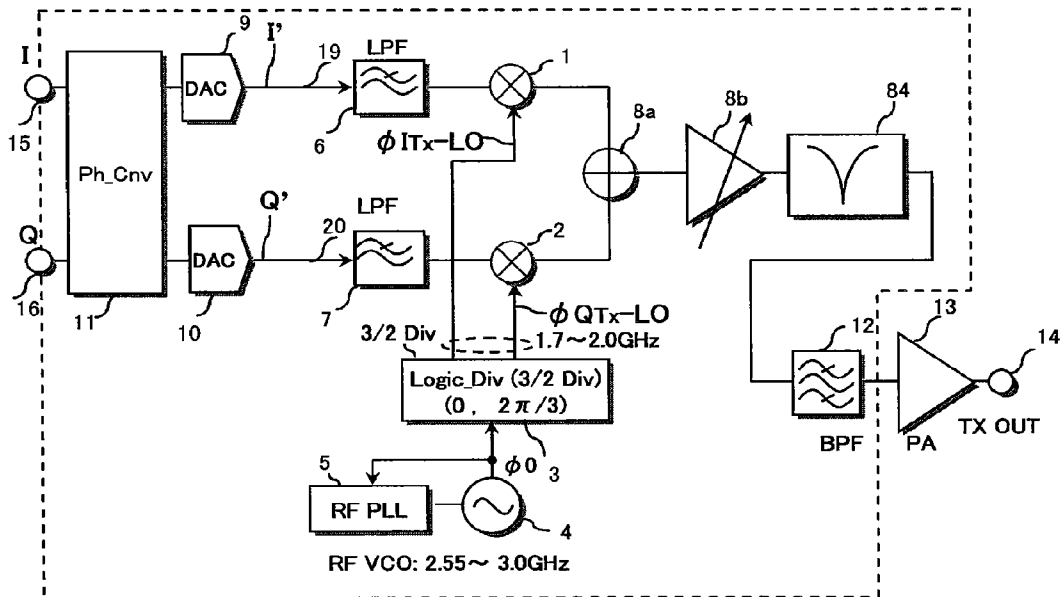 I
15
Ph_Cnv
11
9
DAC
I'
19
LPF
6
1
φ ITx-LO
8a
8b
84
Q
16
DAC
10
Q'
20
LPF
7
2
φ QTx-LO
3/2 Div
1.7～2.0GHz
Logic_Div (3/2 Div)
(0 , 2π/3)
3
φ0
5
RF PLL
4
RF VCO: 2.55～ 3.0GHz
12
BPF
13
PA
14
TX OUT